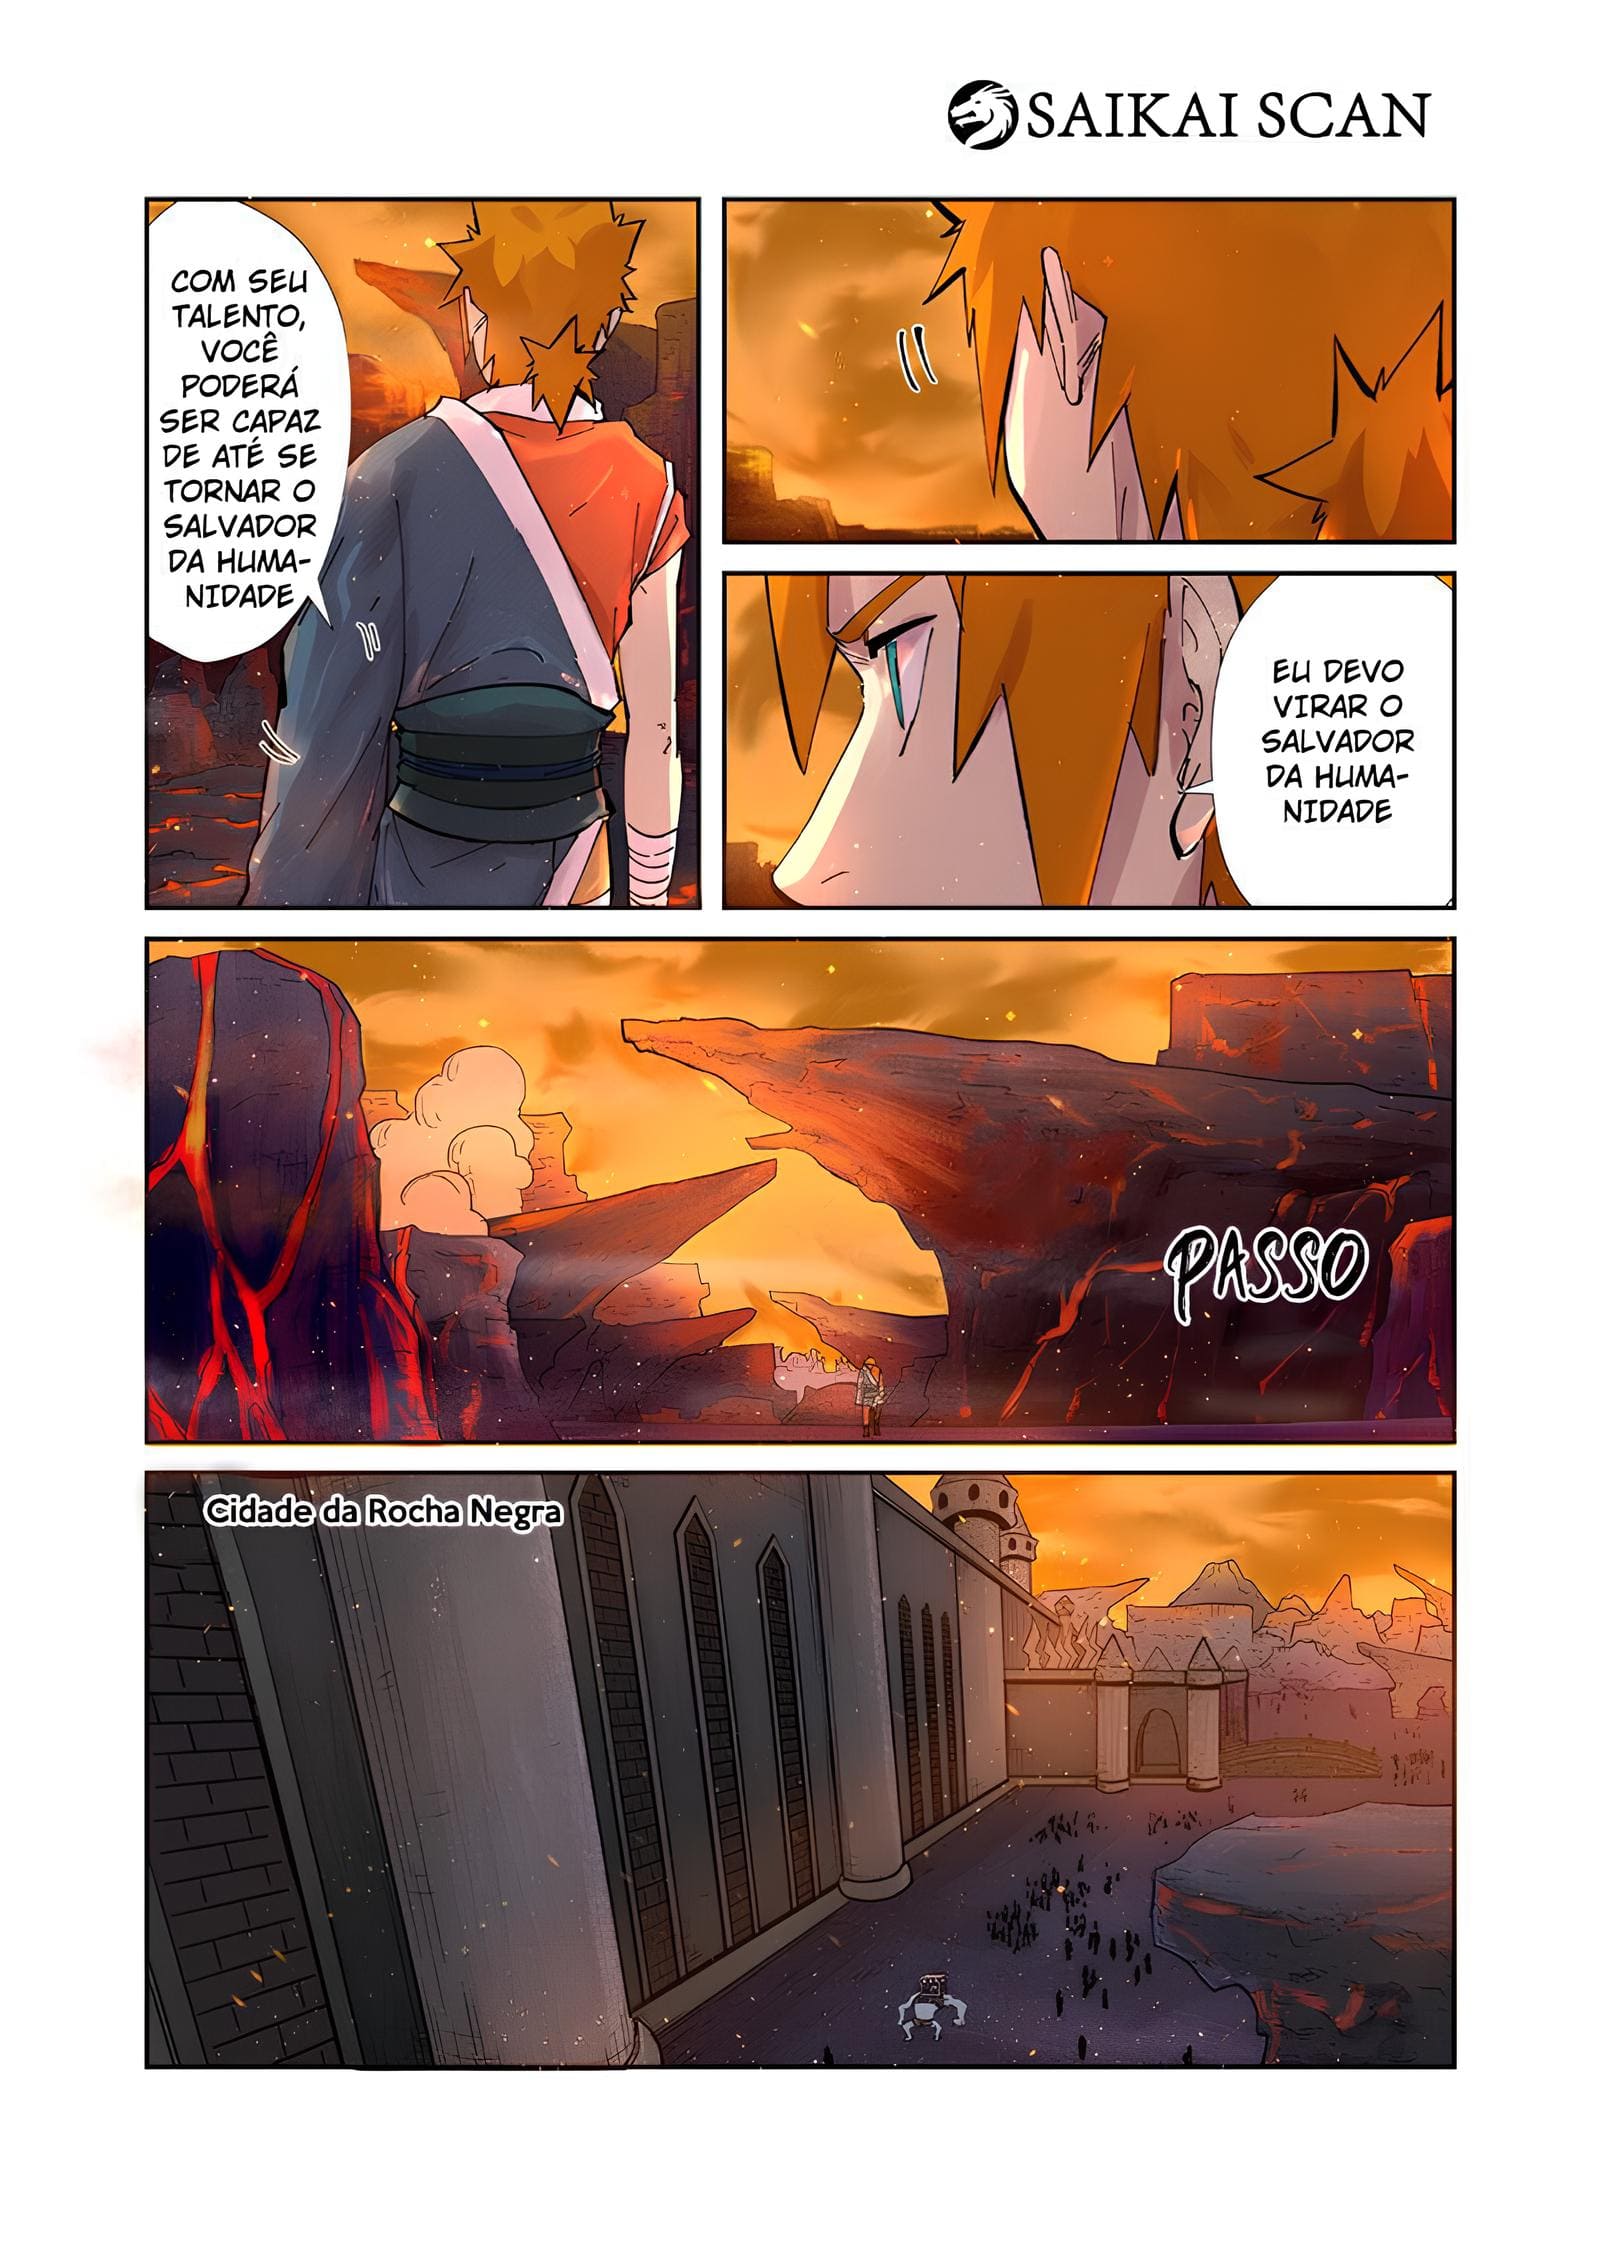 SAIKAI SCAN
COM SEU
TALENTO,
VOCÊ
PODERÁ
SER CAPAZ
DE ATÉ SE
TORNAR O
SALVADOR
DA HUMA-
NIDADE
EU DEVO
VIRAR O
SALVADOR
DA HUMA-
NIDADE
PASSO
Cidade da Rocha Negra